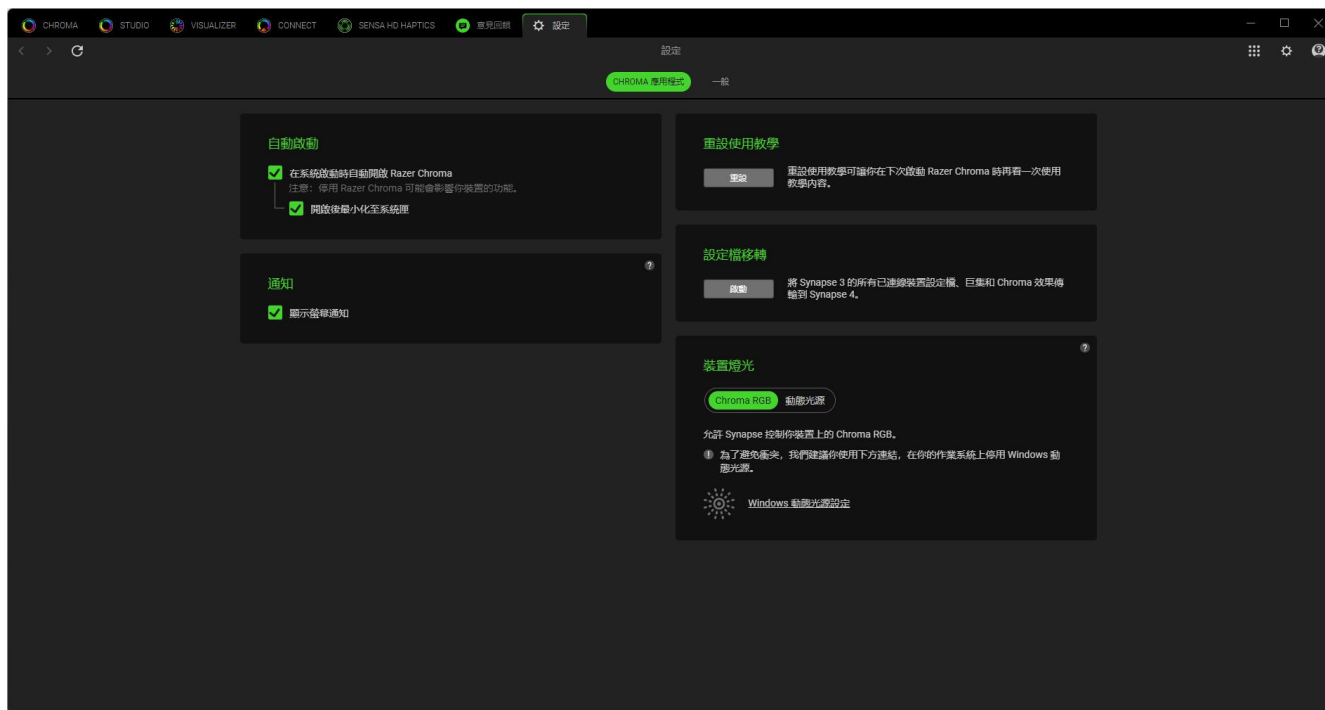 CHROMA
STUDIO
VISUALIZER
CONNECT
SENSA HD HAPTICS
意見回饋
設定
設定
CHROMA 應用程式
一般
自動啟動
在系統啟動時自動開啟 Razer Chroma
注意：停用 Razer Chroma 可能會影響你裝置的功能。
開啟後最小化至系統匣
通知
顯示螢幕通知
重設使用教學
重設
重設使用教學可讓你在下次啟動 Razer Chroma 時再看一次使用
教學內容。
設定檔移轉
啟動
將 Synapse 3 的所有已連線裝置設定檔、巨集和 Chroma 效果傳
輸到 Synapse 4。
裝置燈光
Chroma RGB
動態光源
允許 Synapse 控制你裝置上的 Chroma RGB。
為了避免衝突，我們建議你使用下方連結，在你的作業系統上停用 Windows 動
態光源。
Windows 動態光源設定